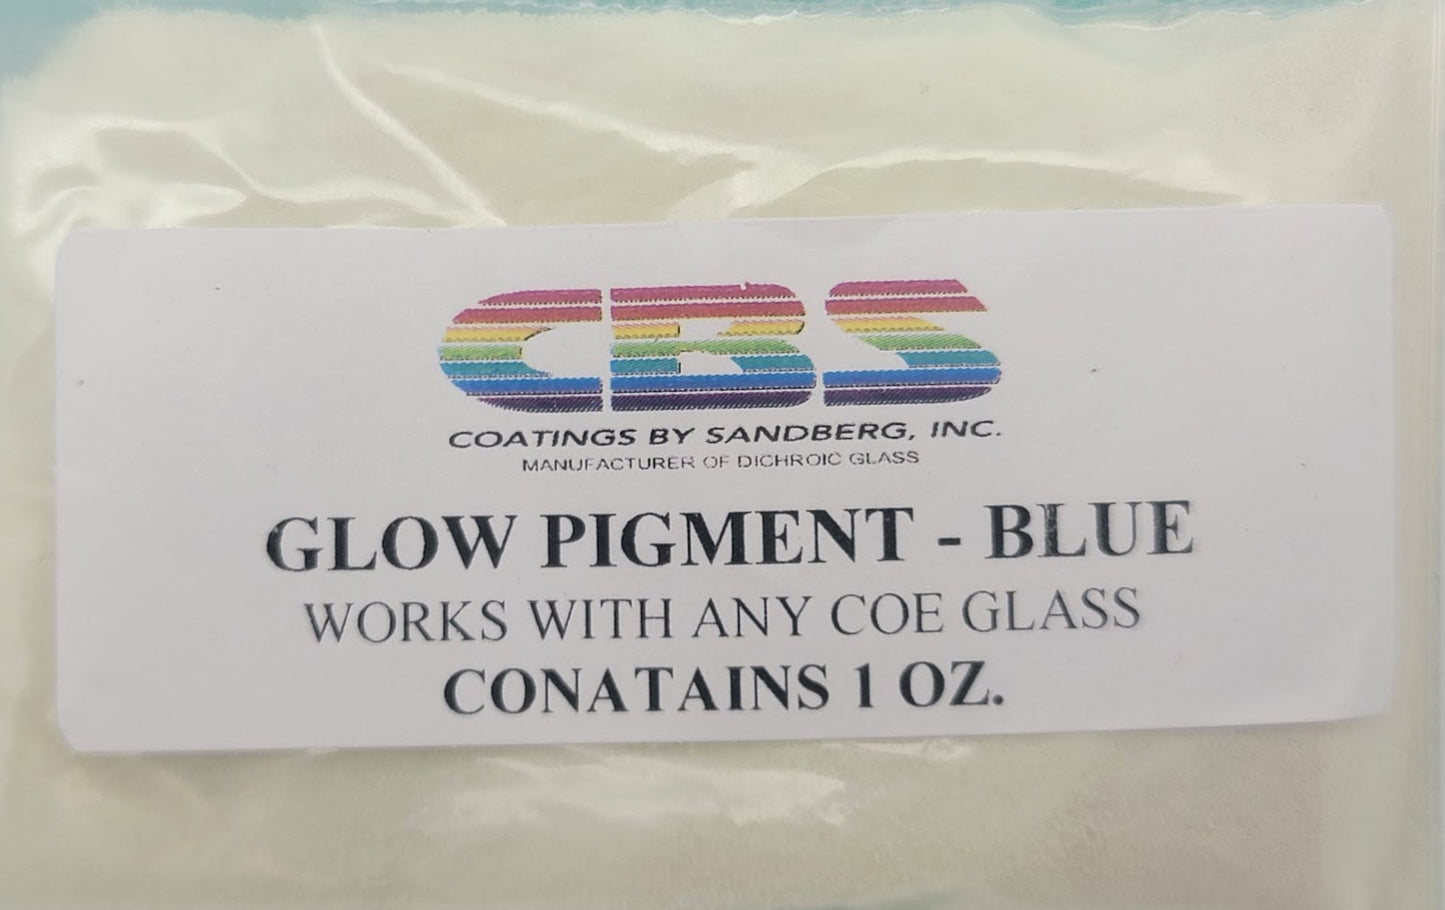 CBS
COATINGS BY SANDBERG, INC.
MANUFACTURER OF DICHROIC GLASS
GLOW PIGMENT - BLUE
WORKS WITH ANY COE GLASS
CONATAINS 1 OZ.